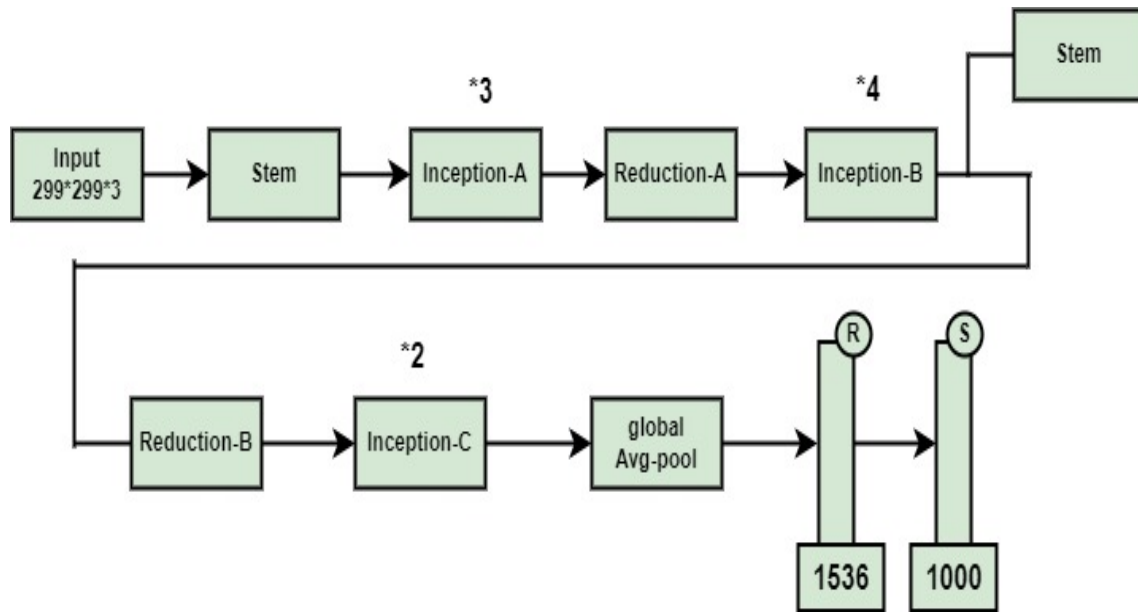 Stem
*3
*4
Input
299*299*3
Stem
Inception-A
Reduction-A
Inception-B
*2
R
S
Reduction-B
Inception-C
global
Avg-pool
1536
1000